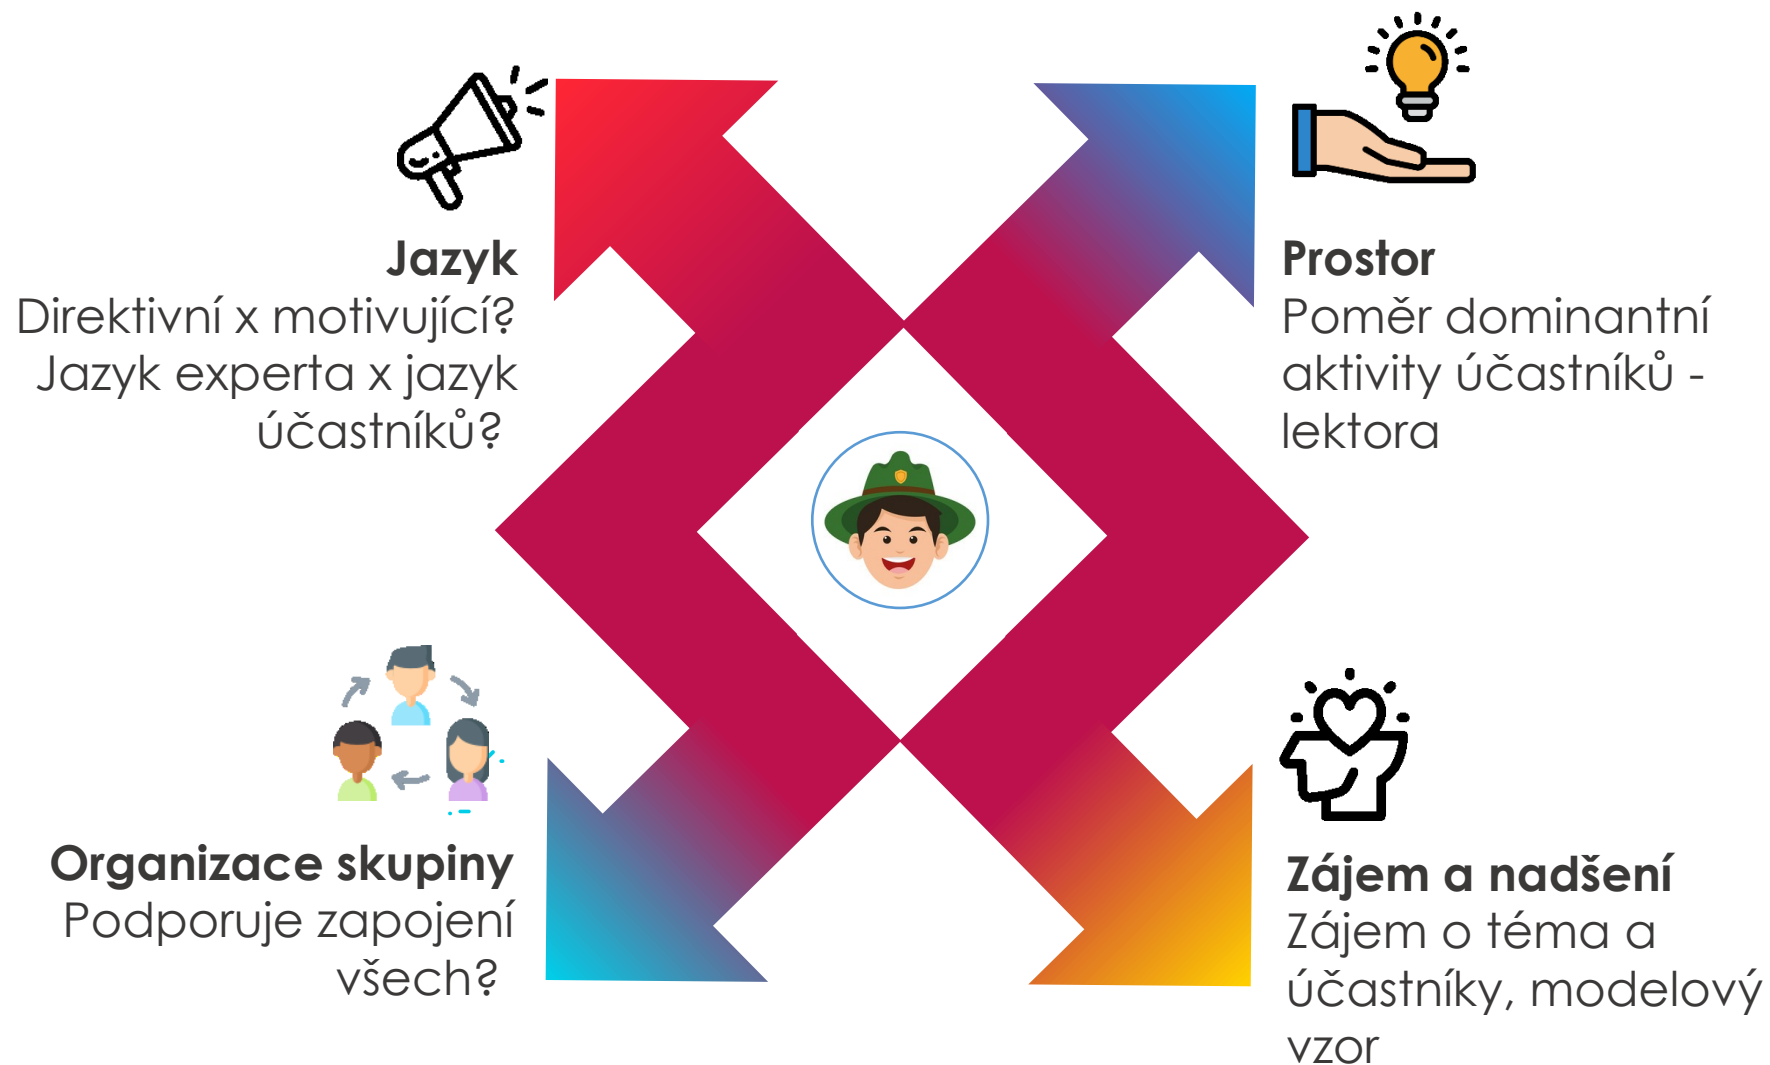 Jazyk
Direktivní x motivující?
Jazyk experta x jazyk
účastníků?
Prostor
Poměr dominantní
aktivity účastníků -
lektora
Organizace skupiny
Podporuje zapojení
všech?
Zájem a nadšení
Zájem o téma a
účastníky, modelový
vzor